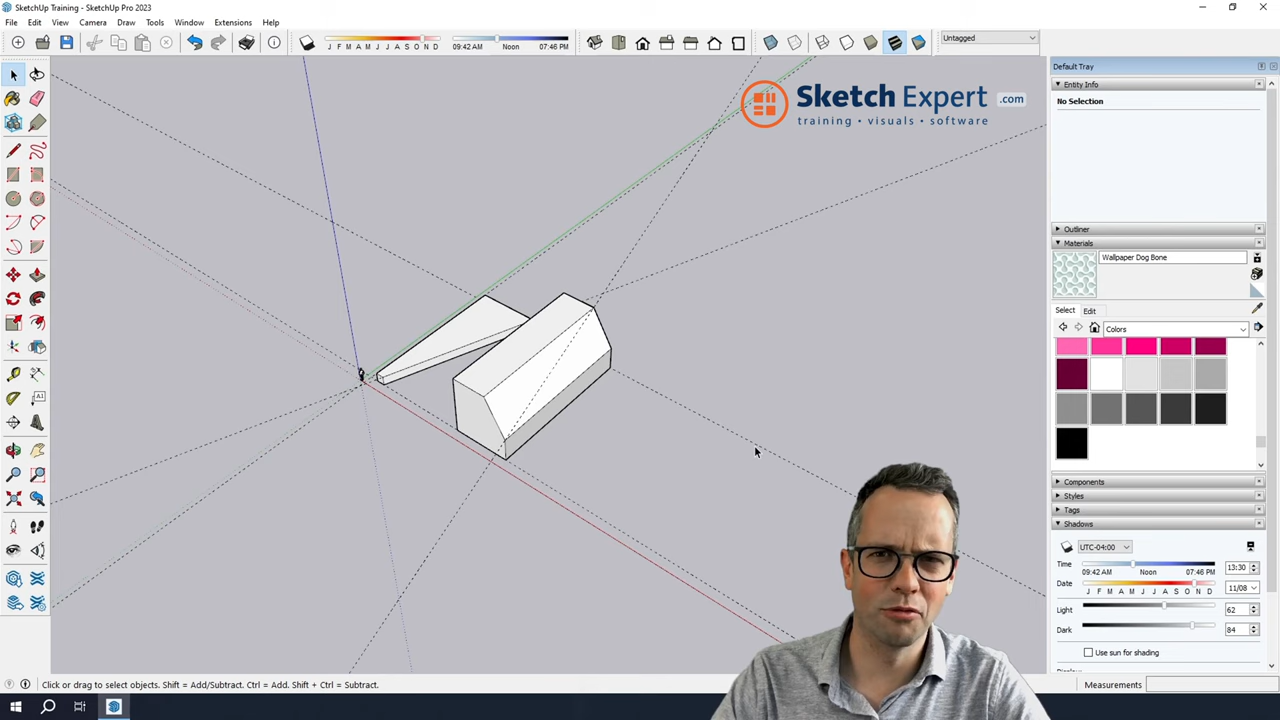 SketchUp Training - SketchUp Pro 2023
File Edit View Camera Draw Tools Window Extensions Help
J F M A M J J A S O N D
09:42 AM Noon 07:46 PM
Untagged
Default Tray
Entity Info
No Selection
Sketch Expert .com
training • visuals • software
Outliner
Materials
Wallpaper Dog Bone
Select Edit
Colors
Components
Styles
Tags
Shadows
UTC-04:00
Time
09:42 AM Noon 07:46 PM
13:30
Date
J F M A M J J A S O N D
11/08
Light
62
Dark
84
Use sun for shading
Click or drag to select objects. Shift = Add/Subtract. Ctrl = Add. Shift + Ctrl = Subtract.
Measurements